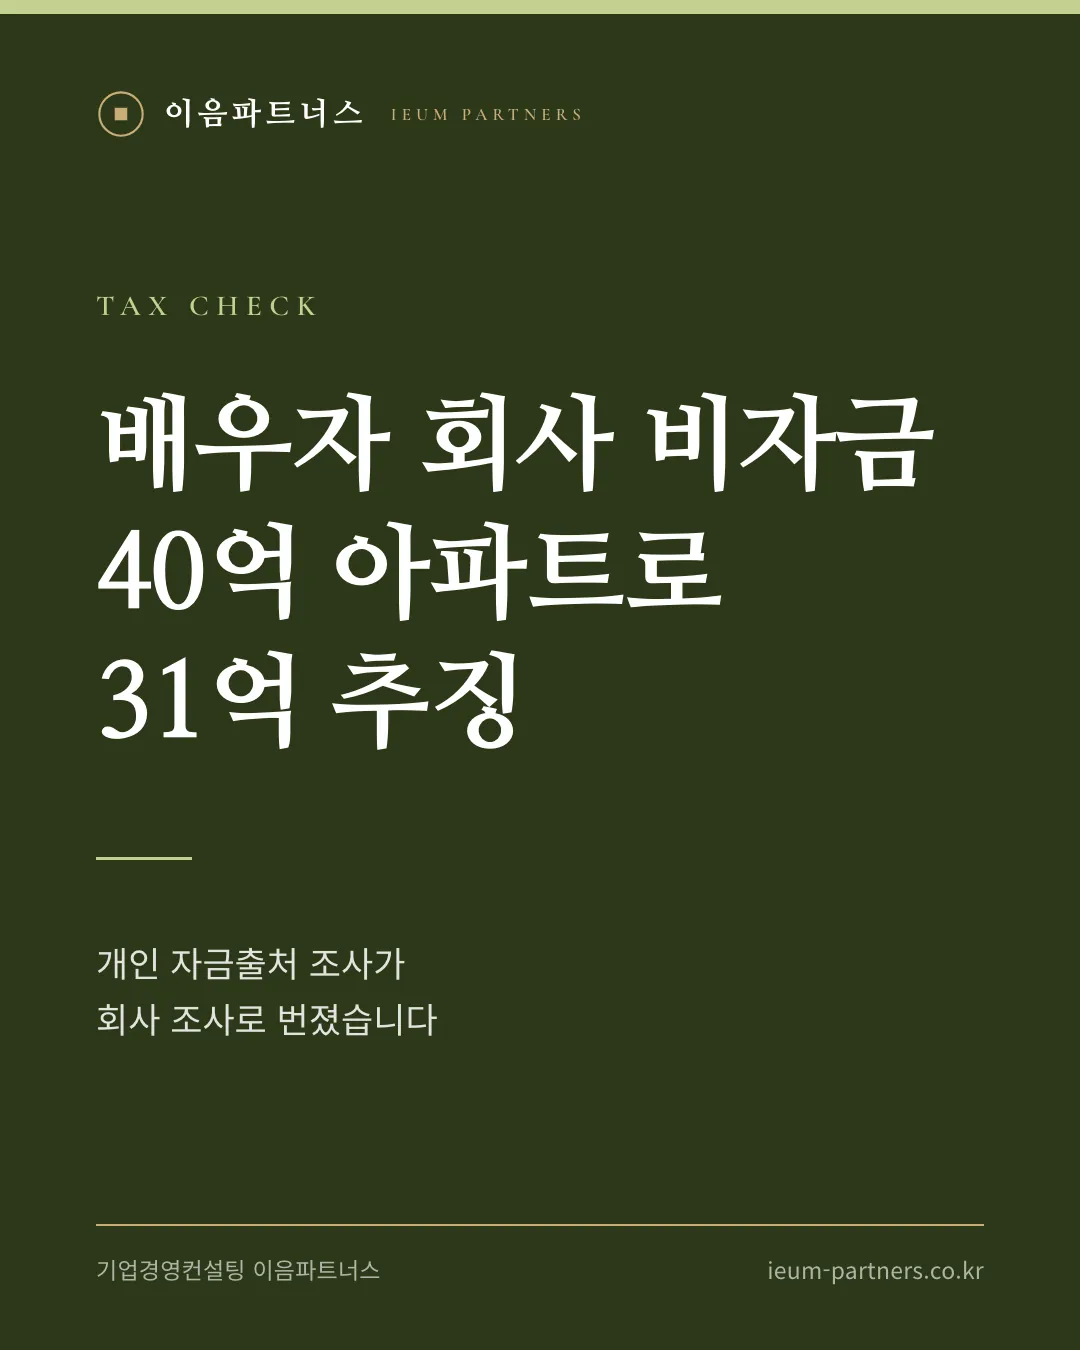 이음파트너스 IEUM PARTNERS
TAX CHECK
배우자 회사 비자금
40억 아파트로
31억 추징
개인 자금출처 조사가
회사 조사로 번졌습니다
기업경영컨설팅 이음파트너스 ieum-partners.co.kr